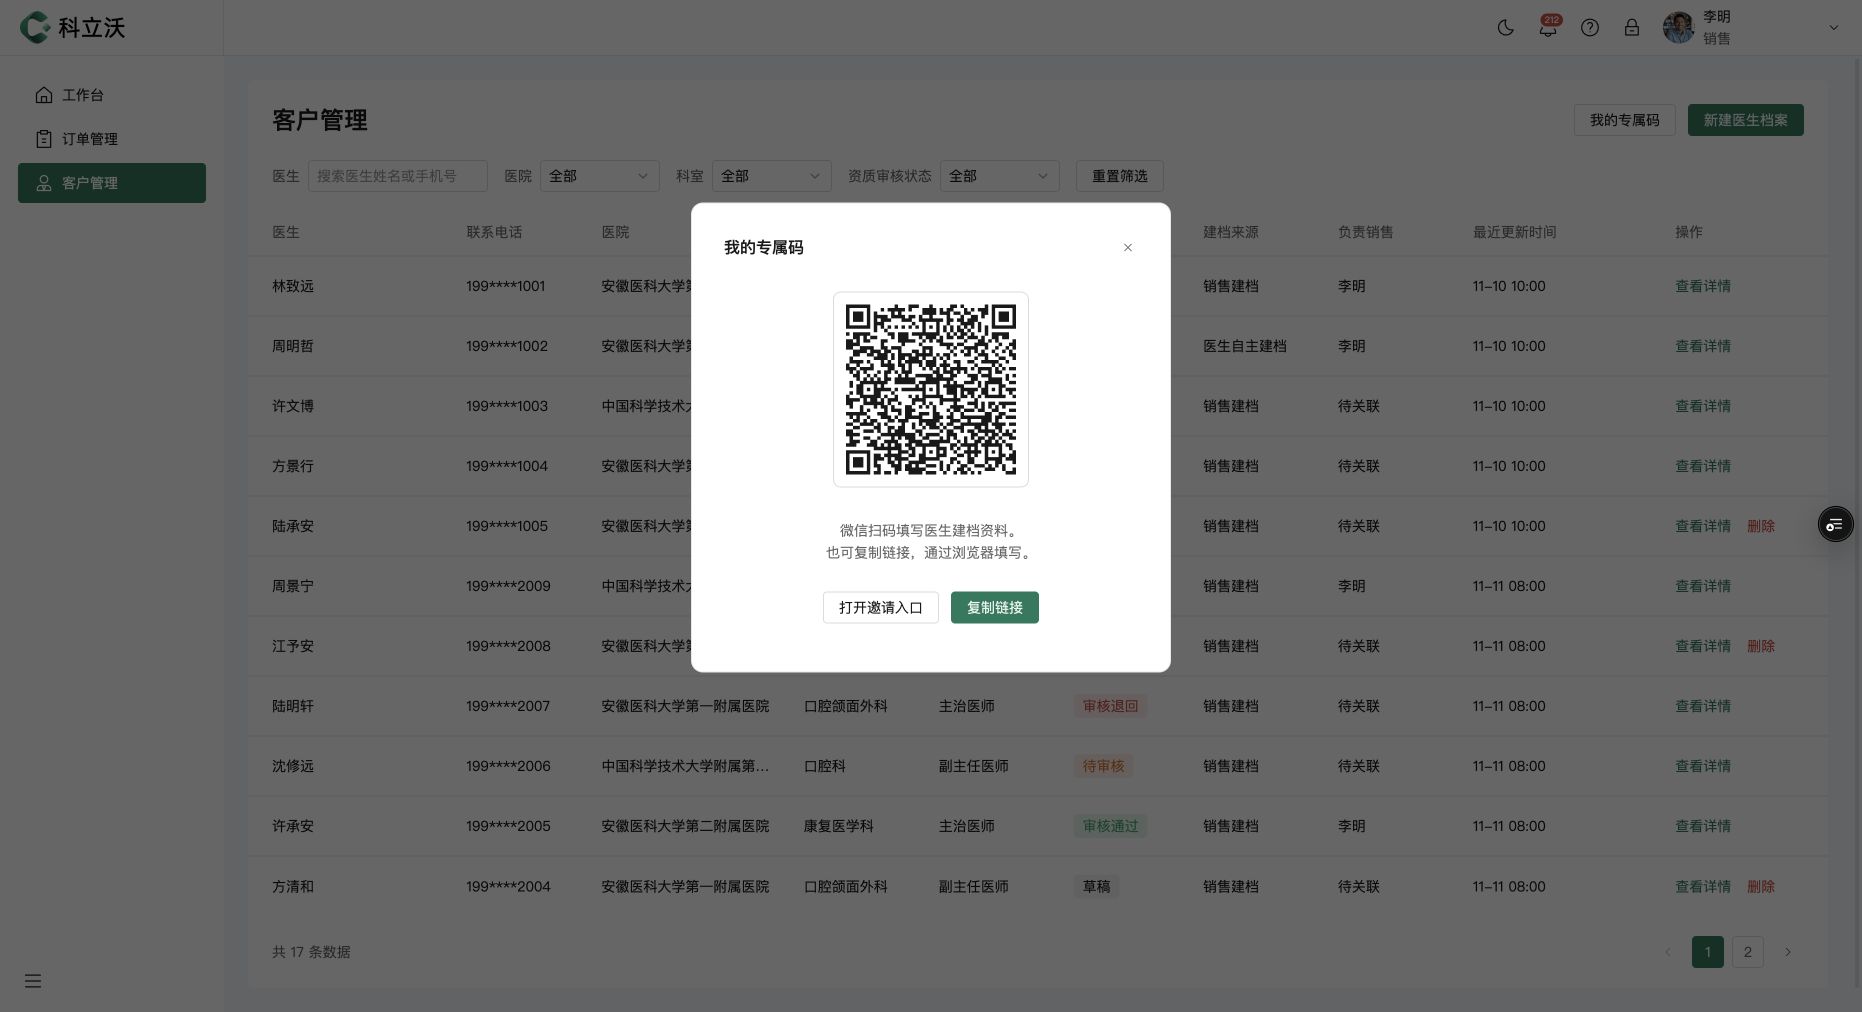 科立沃
212
李明
销售
工作台
订单管理
客户管理
客户管理
我的专属码 新建医生档案
医生 搜索医生姓名或手机号 医院 全部 科室 全部 资质审核状态 全部 重置筛选
医生 联系电话 医院 建档来源 负责销售 最近更新时间 操作
林致远 199****1001 安徽医科大学第 销售建档 李明 11-10 10:00 查看详情
周明哲 199****1002 安徽医科大学第 医生自主建档 李明 11-10 10:00 查看详情
许文博 199****1003 中国科学技术大 销售建档 待关联 11-10 10:00 查看详情
方景行 199****1004 安徽医科大学第 销售建档 待关联 11-10 10:00 查看详情
陆承安 199****1005 安徽医科大学第 销售建档 待关联 11-10 10:00 查看详情 删除
周景宁 199****2009 中国科学技术大 销售建档 李明 11-11 08:00 查看详情
江予安 199****2008 安徽医科大学第 销售建档 待关联 11-11 08:00 查看详情 删除
陆明轩 199****2007 安徽医科大学第一附属医院 口腔颌面外科 主治医师 审核退回 销售建档 待关联 11-11 08:00 查看详情
沈修远 199****2006 中国科学技术大学附属第... 口腔科 副主任医师 待审核 销售建档 待关联 11-11 08:00 查看详情
许承安 199****2005 安徽医科大学第二附属医院 康复医学科 主治医师 审核通过 销售建档 李明 11-11 08:00 查看详情
方清和 199****2004 安徽医科大学第一附属医院 口腔颌面外科 副主任医师 草稿 销售建档 待关联 11-11 08:00 查看详情 删除
共 17 条数据
1 2
我的专属码
微信扫码填写医生建档资料。
也可复制链接，通过浏览器填写。
打开邀请入口 复制链接